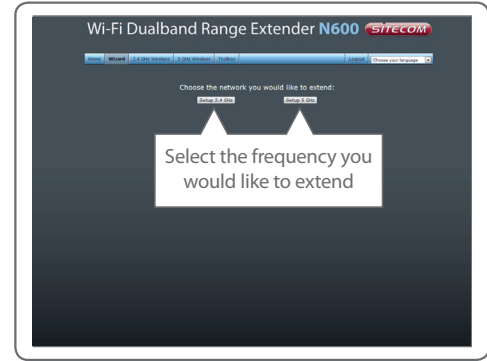 Wi-Fi Dualband Range Extender N600 SITECOM
Home Wizard 2.4 GHz Wireless 5 GHz Wireless Toolbox Logout Choose your language
Choose the network you would like to extend:
Setup 2.4 GHz Setup 5 GHz
Select the frequency you
would like to extend